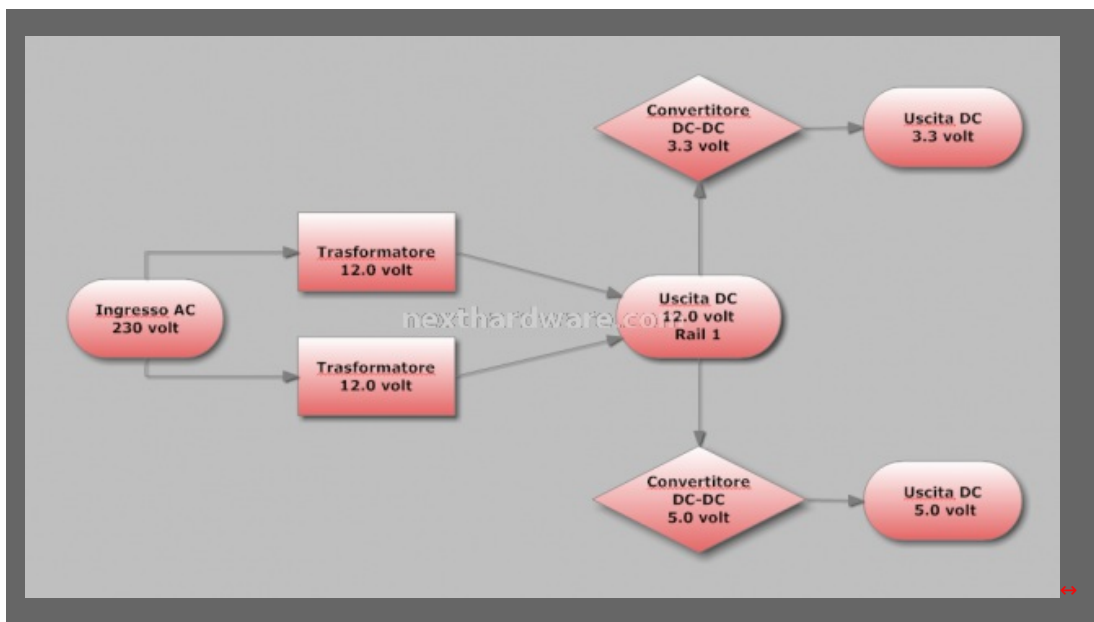 Ingresso AC
230 volt
Trasformatore
12.0 volt
Trasformatore
12.0 volt
nexthardware.com
Uscita DC
12.0 volt
Rail 1
Convertitore
DC-DC
3.3 volt
Uscita DC
3.3 volt
Convertitore
DC-DC
5.0 volt
Uscita DC
5.0 volt